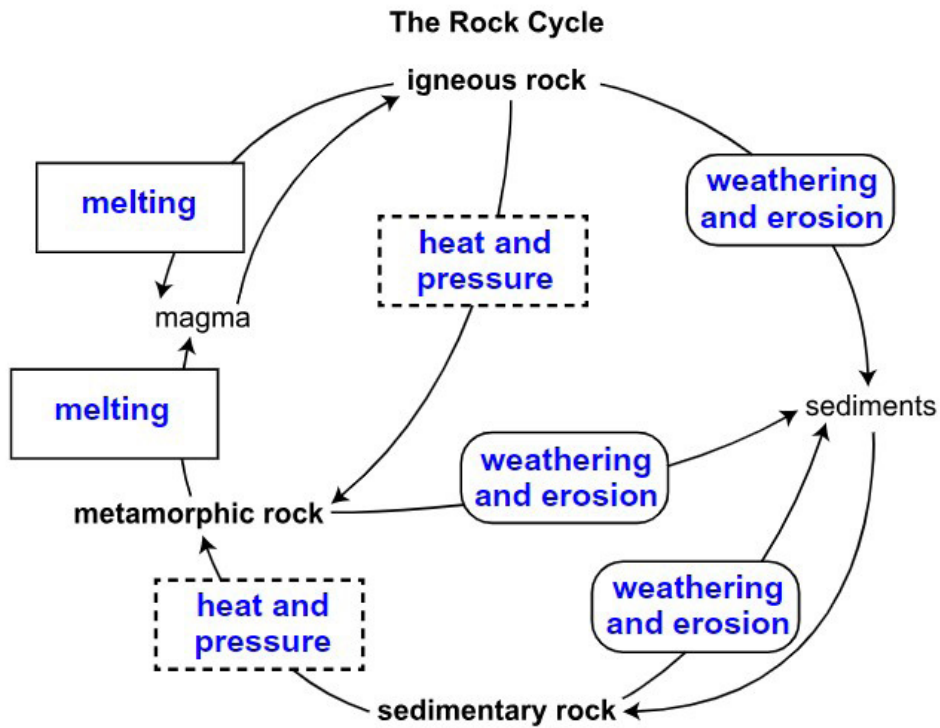 The Rock Cycle
igneous rock
melting
weathering
and erosion
heat and
pressure
magma
melting
sediments
weathering
and erosion
metamorphic rock
heat and
pressure
weathering
and erosion
sedimentary rock